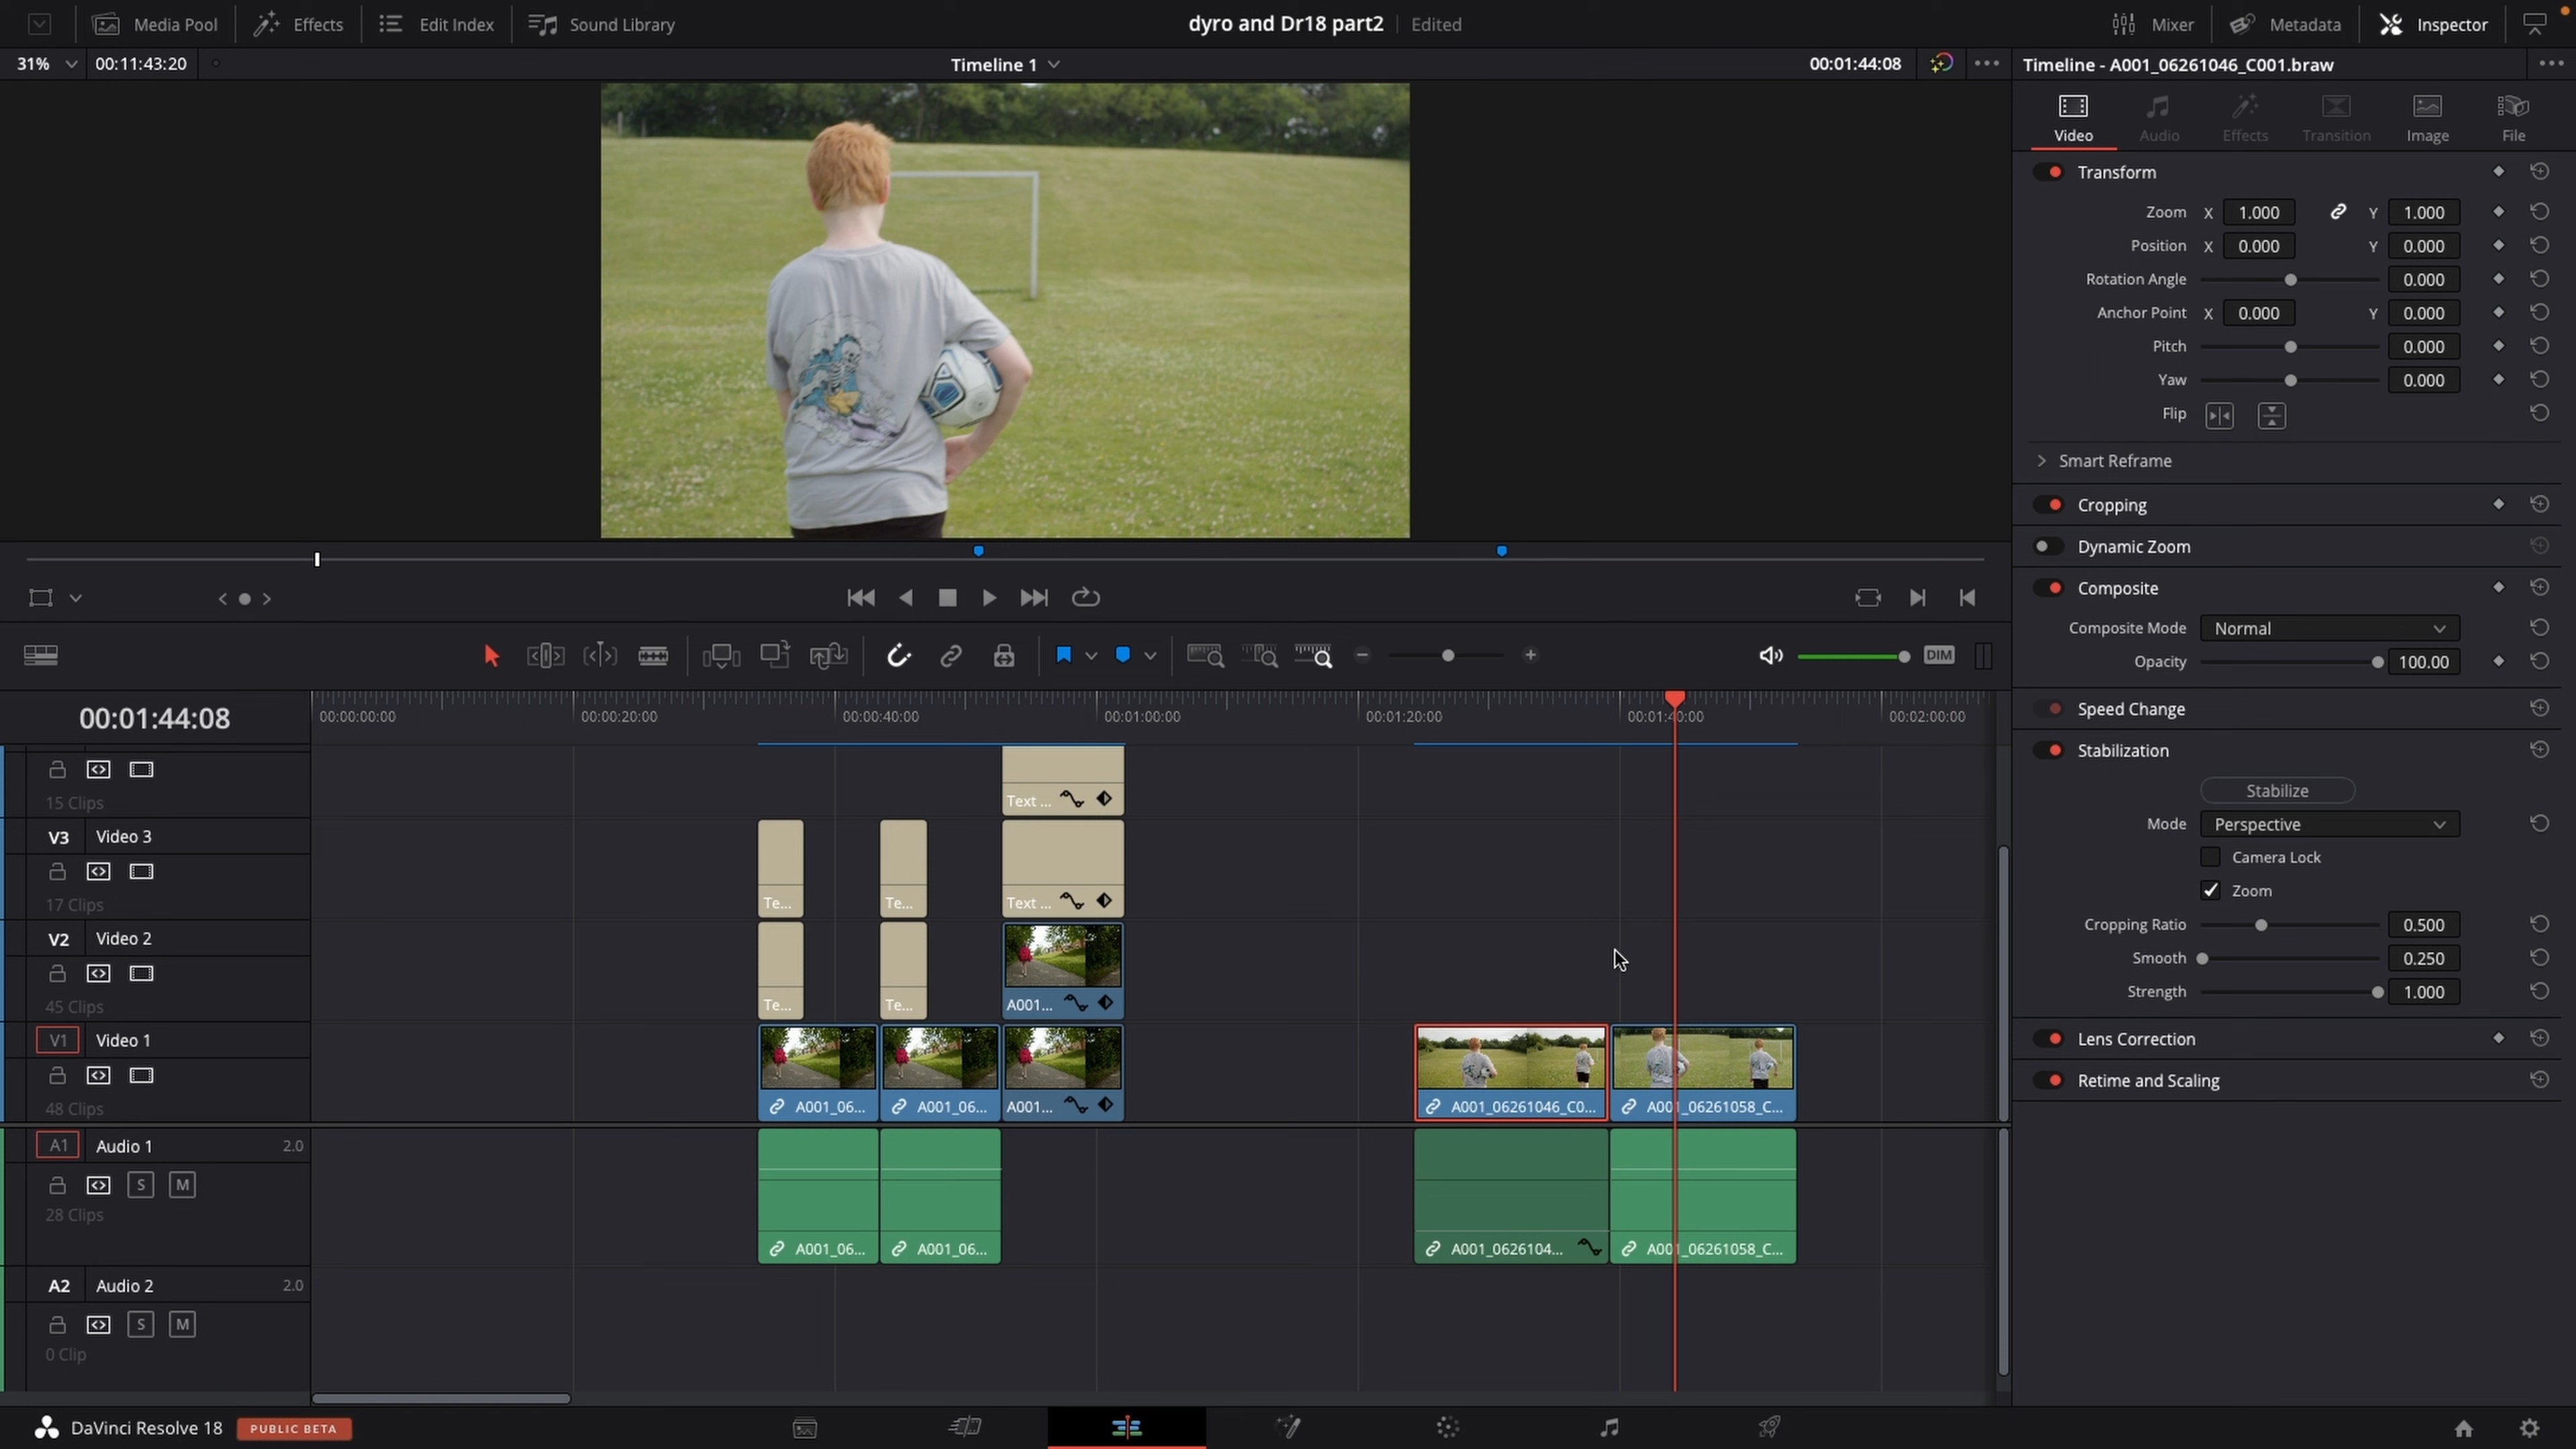 Media Pool
Effects
Edit Index
Sound Library
dyro and Dr18 part2
Edited
Mixer
Metadata
Inspector
31%
00:11:43:20
Timeline 1
00:01:44:08
Timeline - A001_06261046_C001.braw
Video
Audio
Effects
Transition
Image
File
Transform
Zoom X 1.000 Y 1.000
Position X 0.000 Y 0.000
Rotation Angle 0.000
Anchor Point X 0.000 Y 0.000
Pitch 0.000
Yaw 0.000
Flip
Smart Reframe
Cropping
Dynamic Zoom
Composite
Composite Mode Normal
Opacity 100.00
Speed Change
Stabilization
Stabilize
Mode Perspective
Camera Lock
Zoom
Cropping Ratio 0.500
Smooth 0.250
Strength 1.000
Lens Correction
Retime and Scaling
DIM
00:01:44:08
00:00:00:00
00:00:20:00
00:00:40:00
00:01:00:00
00:01:20:00
00:01:40:00
00:02:00:00
15 Clips
Text ...
V3 Video 3
17 Clips
Te...
Te...
Text ...
V2 Video 2
45 Clips
Te...
Te...
A001...
V1 Video 1
48 Clips
A001_06...
A001_06...
A001...
A001_06261046_C0...
A001_06261058_C...
A1 Audio 1 2.0
S M
28 Clips
A001_06...
A001_06...
A001_0626104...
A001_06261058_C...
A2 Audio 2 2.0
S M
0 Clip
DaVinci Resolve 18
PUBLIC BETA